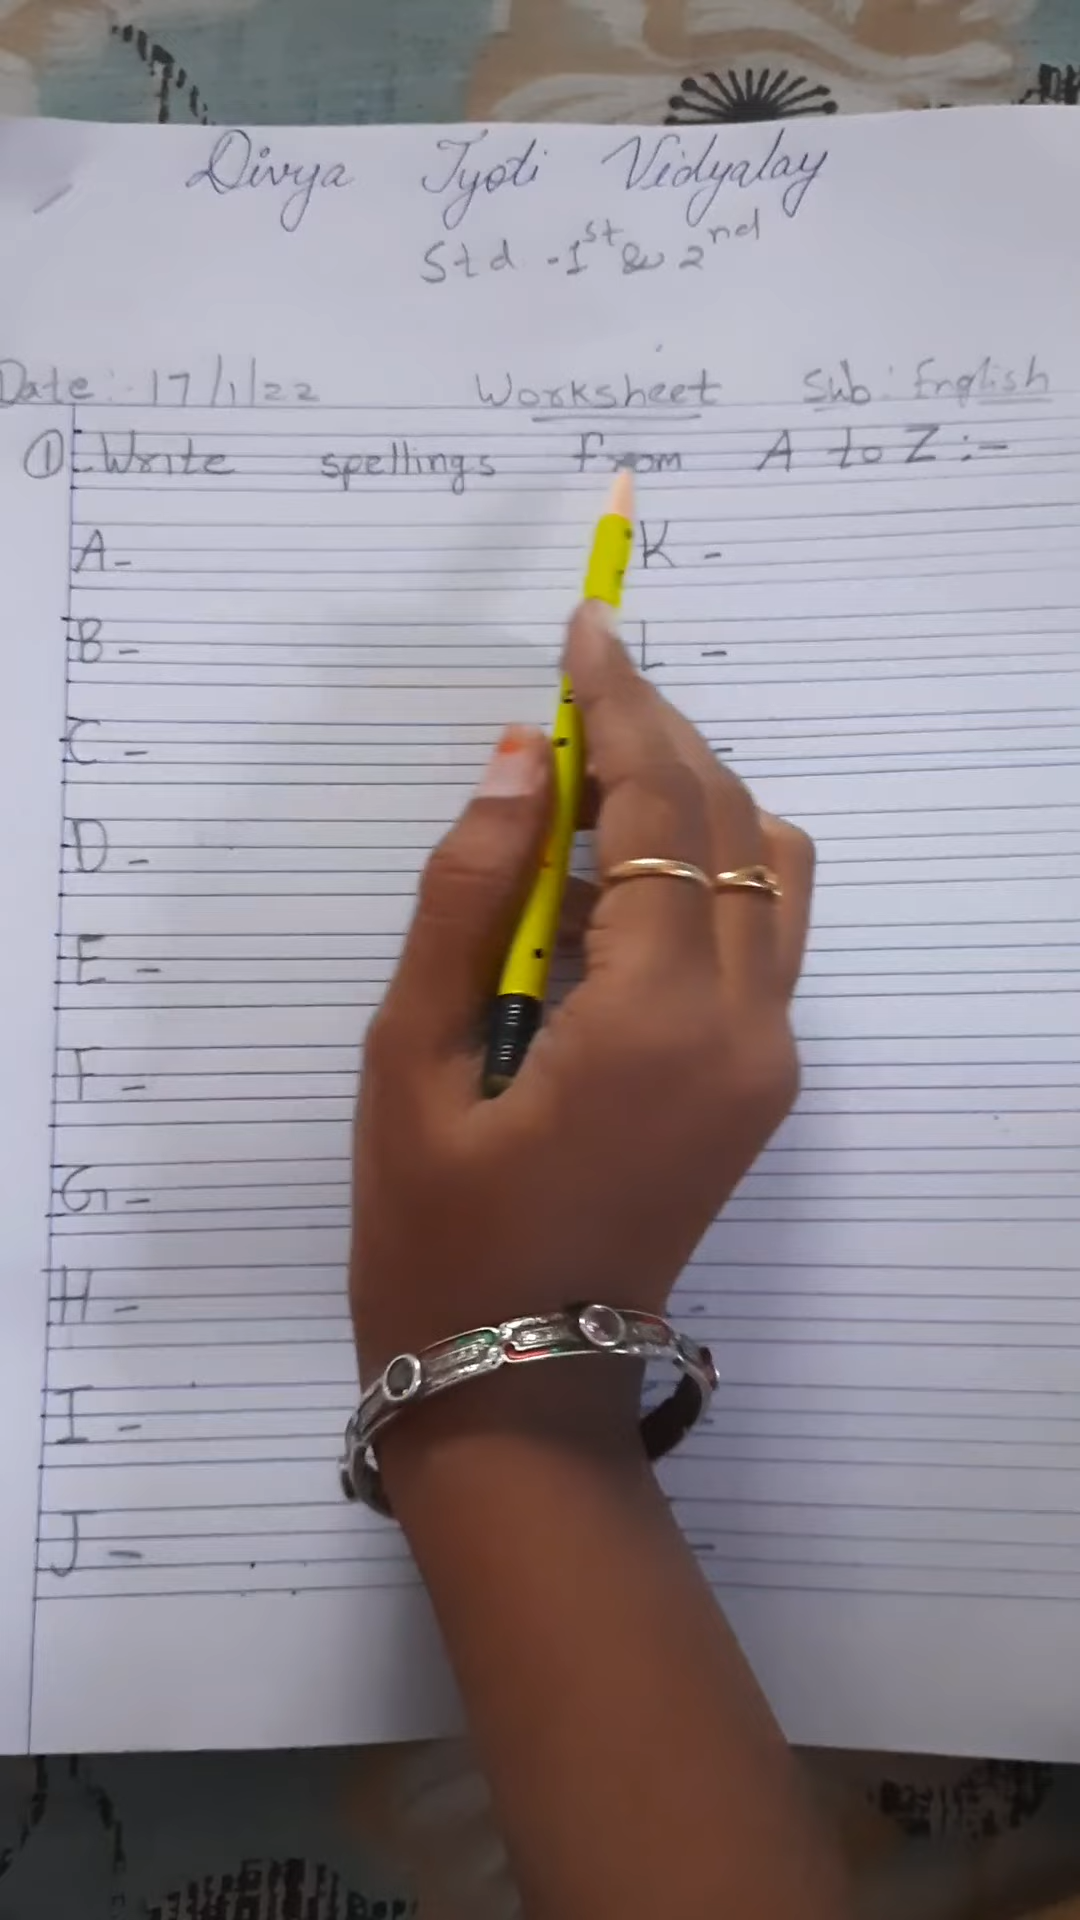 Divya Jyoti Vidyalay
Std - 1st & 2nd
Date :- 17/1/22 Worksheet Sub : English
① Write spellings from A to Z :-
A - K -
B - L -
C - -
D -
E -
F -
G -
H - -
I -
J - -